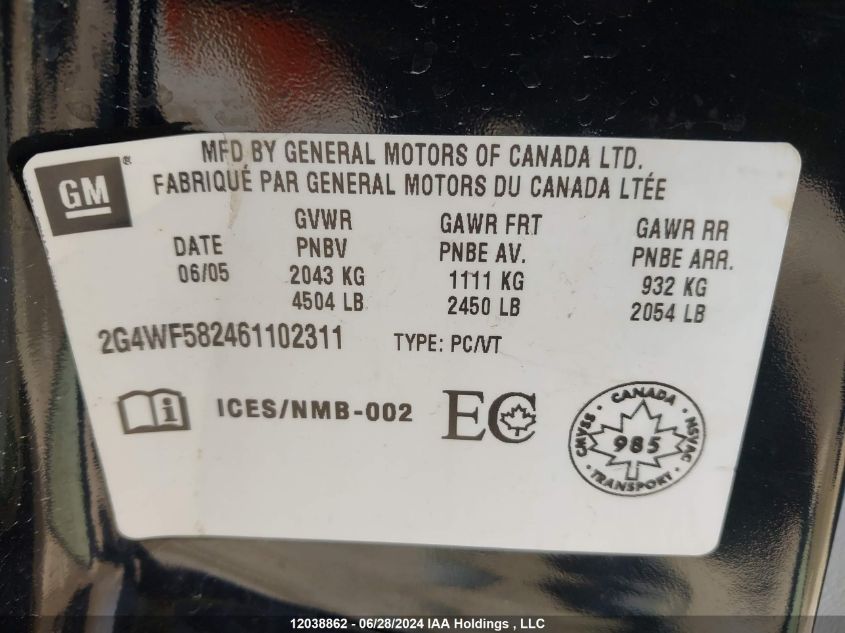 GM®
MFD BY GENERAL MOTORS OF CANADA LTD.
FABRIQUÉ PAR GENERAL MOTORS DU CANADA LTÉE
GVWR GAWR FRT GAWR RR
DATE PNBV PNBE AV. PNBE ARR.
06/05 2043 KG 1111 KG 932 KG
4504 LB 2450 LB 2054 LB
2G4WF582461102311 TYPE: PC/VT
i ICES/NMB-002 EC
CANADA
CMVSS 985 NSVAC
TRANSPORT
12038862 - 06/28/2024 IAA Holdings , LLC